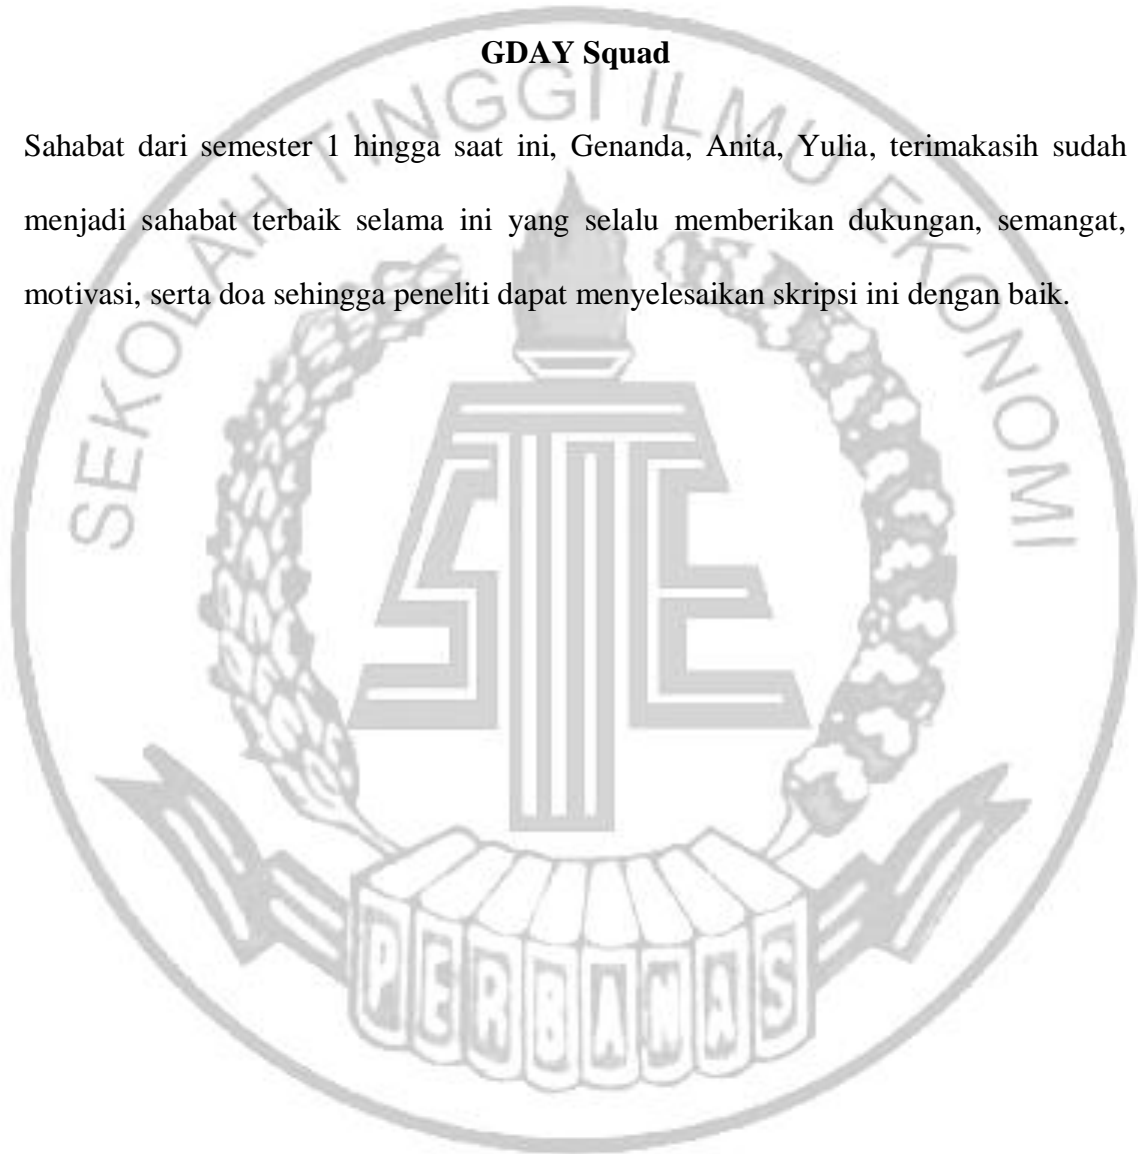 GDAY Squad
SEKOLAH TINGGI ILMU EKONOMI
Sahabat dari semester 1 hingga saat ini, Genanda, Anita, Yulia, terimakasih sudah
menjadi sahabat terbaik selama ini yang selalu memberikan dukungan, semangat,
motivasi, serta doa sehingga peneliti dapat menyelesaikan skripsi ini dengan baik.
STIE
PERBANAS